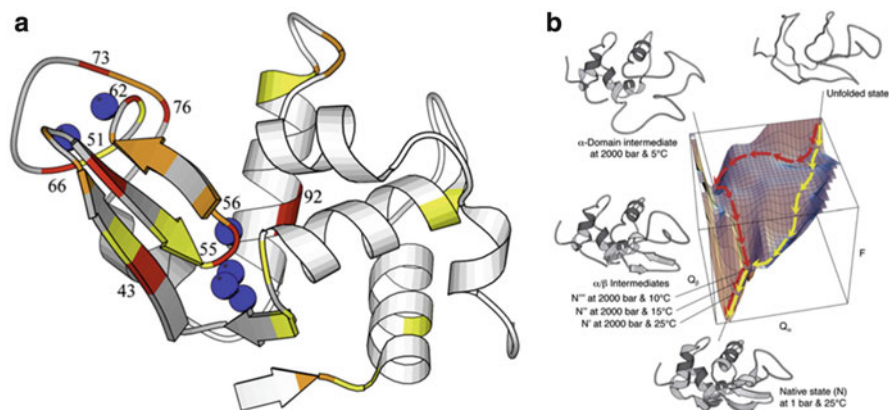 a
73
62
76
51
66
56
92
55
43
b
Unfolded state
α-Domain intermediate
at 2000 bar & 5°C
α/β Intermediates
N''' at 2000 bar & 10°C
N'' at 2000 bar & 15°C
N' at 2000 bar & 25°C
Qβ
F
Qα
Native state (N)
at 1 bar & 25°C